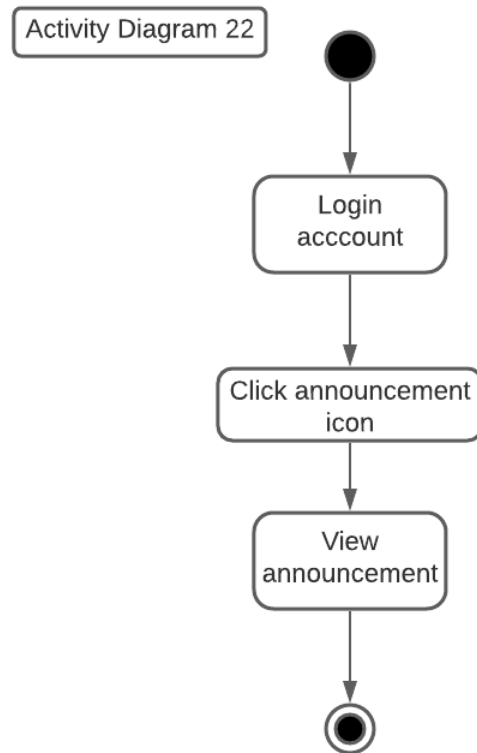 Activity Diagram 22
Login
acccount
Click announcement
icon
View
announcement